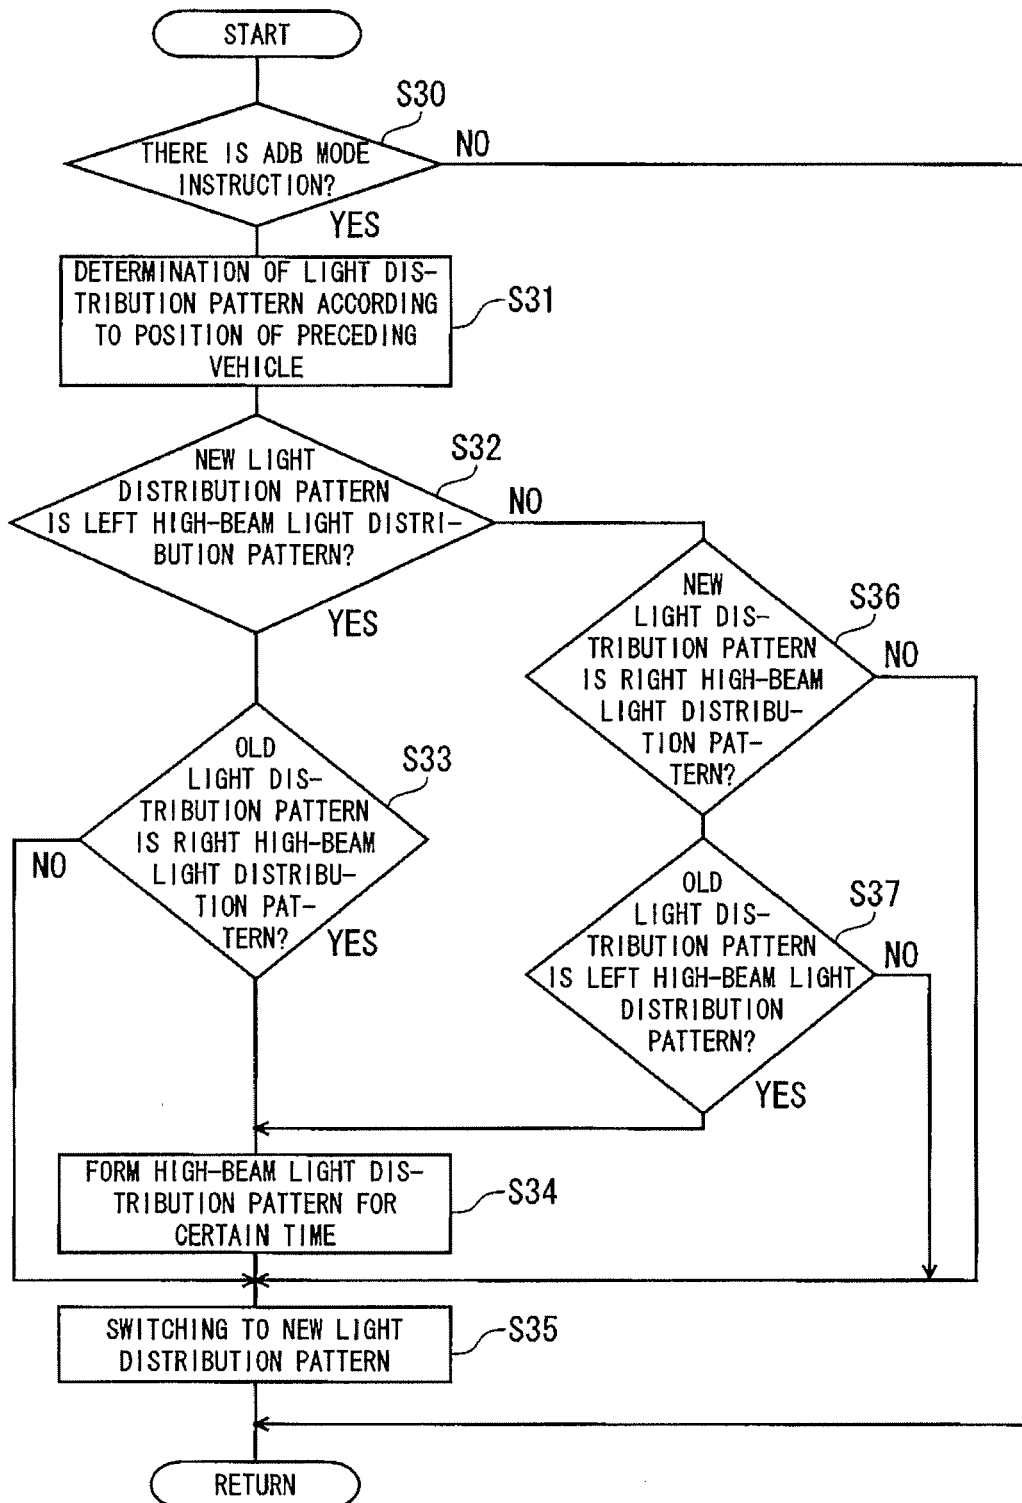 START
S30
THERE IS ADB MODE
INSTRUCTION?
NO
YES
DETERMINATION OF LIGHT DIS-
TRIBUTION PATTERN ACCORDING
TO POSITION OF PRECEDING
VEHICLE
S31
S32
NEW LIGHT
DISTRIBUTION PATTERN
IS LEFT HIGH-BEAM LIGHT DISTRI-
BUTION PATTERN?
NO
YES
NEW
LIGHT DIS-
TRIBUTION PATTERN
IS RIGHT HIGH-BEAM
LIGHT DISTRIBU-
TION PAT-
TERN?
S36
NO
OLD
LIGHT DIS-
TRIBUTION PATTERN
IS RIGHT HIGH-BEAM
LIGHT DISTRIBU-
TION PAT-
TERN?
S33
NO
YES
OLD
LIGHT DIS-
TRIBUTION PATTERN
IS LEFT HIGH-BEAM LIGHT
DISTRIBUTION
PATTERN?
S37
NO
YES
FORM HIGH-BEAM LIGHT DIS-
TRIBUTION PATTERN FOR
CERTAIN TIME
S34
SWITCHING TO NEW LIGHT
DISTRIBUTION PATTERN
S35
RETURN